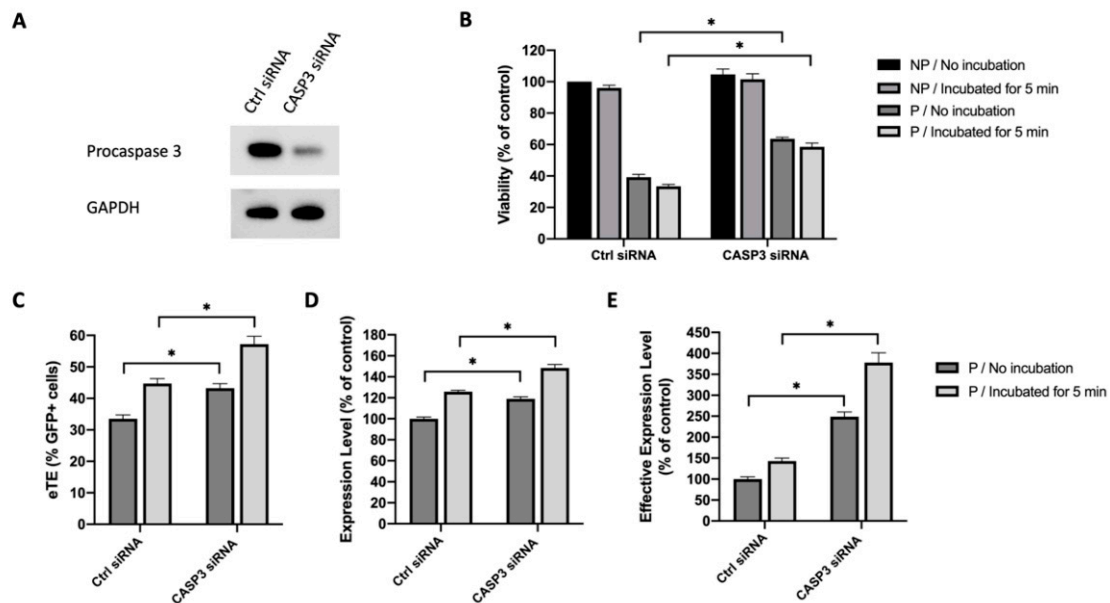 A
Ctrl siRNA
CASP3 siRNA
Procaspase 3
GAPDH
B
Viability (% of control)
120
100
80
60
40
20
0
*
*
Ctrl siRNA
CASP3 siRNA
NP / No incubation
NP / Incubated for 5 min
P / No incubation
P / Incubated for 5 min
C
eTE (% GFP+ cells)
60
50
40
30
20
10
0
*
*
Ctrl siRNA
CASP3 siRNA
D
Expression Level (% of control)
180
160
140
120
100
80
60
40
20
0
*
*
Ctrl siRNA
CASP3 siRNA
E
Effective Expression Level
(% of control)
450
400
350
300
250
200
150
100
150
0
*
*
Ctrl siRNA
CASP3 siRNA
P / No incubation
P / Incubated for 5 min